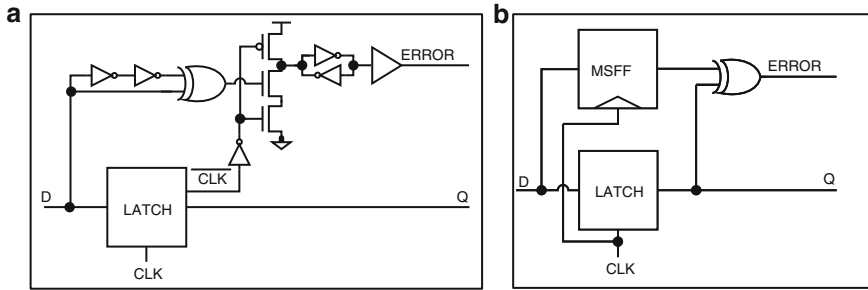 a
ERROR
D
CLK
LATCH
Q
CLK
b
MSFF
ERROR
D
LATCH
Q
CLK